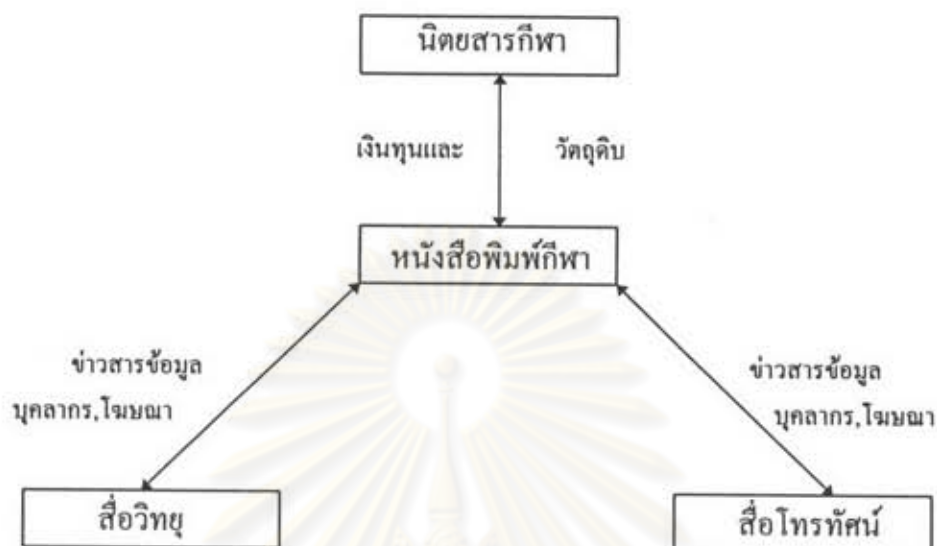 นิตยสารกีฬา
เงินทุนและ วัตถุดิบ
หนังสือพิมพ์กีฬา
ข่าวสารข้อมูล ข่าวสารข้อมูล
บุคลากร,โฆษณา บุคลากร,โฆษณา
สื่อวิทยุ สื่อโทรทัศน์